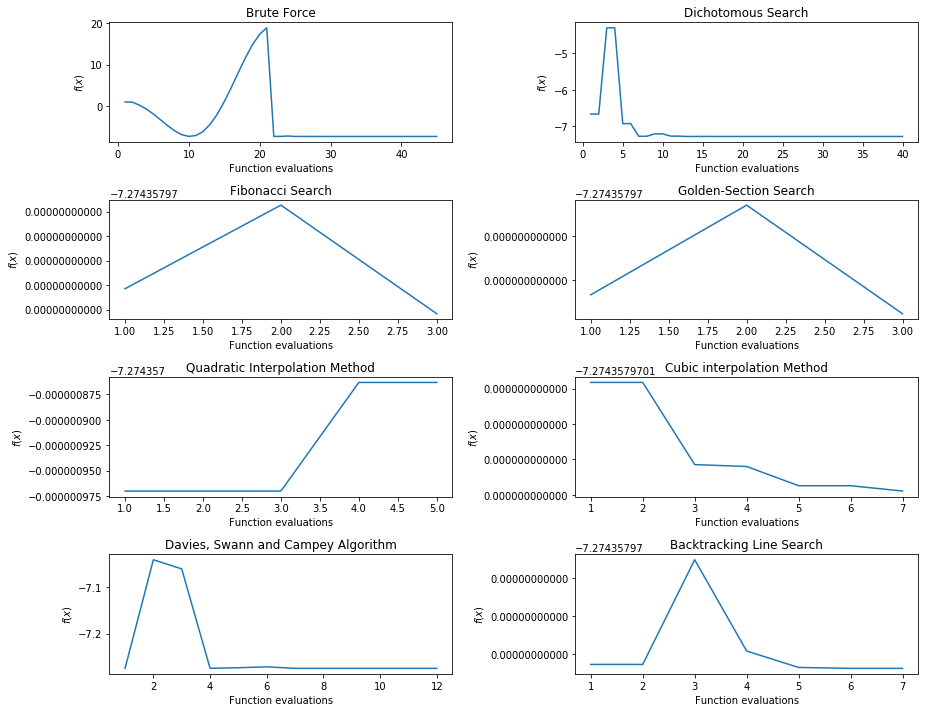 Brute Force
20
10
0
f(x)
0 10 20 30 40
Function evaluations
Dichotomous Search
−5
−6
−7
f(x)
0 5 10 15 20 25 30 35 40
Function evaluations
−7.27435797
Fibonacci Search
0.00000000000
0.00000000000
0.00000000000
0.00000000000
0.00000000000
f(x)
1.00 1.25 1.50 1.75 2.00 2.25 2.50 2.75 3.00
Function evaluations
−7.27435797
Golden-Section Search
0.000000000000
0.000000000000
f(x)
1.00 1.25 1.50 1.75 2.00 2.25 2.50 2.75 3.00
Function evaluations
−7.274357
Quadratic Interpolation Method
−0.000000875
−0.000000900
−0.000000925
−0.000000950
−0.000000975
f(x)
1.0 1.5 2.0 2.5 3.0 3.5 4.0 4.5 5.0
Function evaluations
−7.2743579701
Cubic interpolation Method
0.000000000000
0.000000000000
0.000000000000
0.000000000000
f(x)
1 2 3 4 5 6 7
Function evaluations
Davies, Swann and Campey Algorithm
−7.1
−7.2
f(x)
2 4 6 8 10 12
Function evaluations
−7.27435797
Backtracking Line Search
0.00000000000
0.00000000000
f(x)
1 2 3 4 5 6 7
Function evaluations